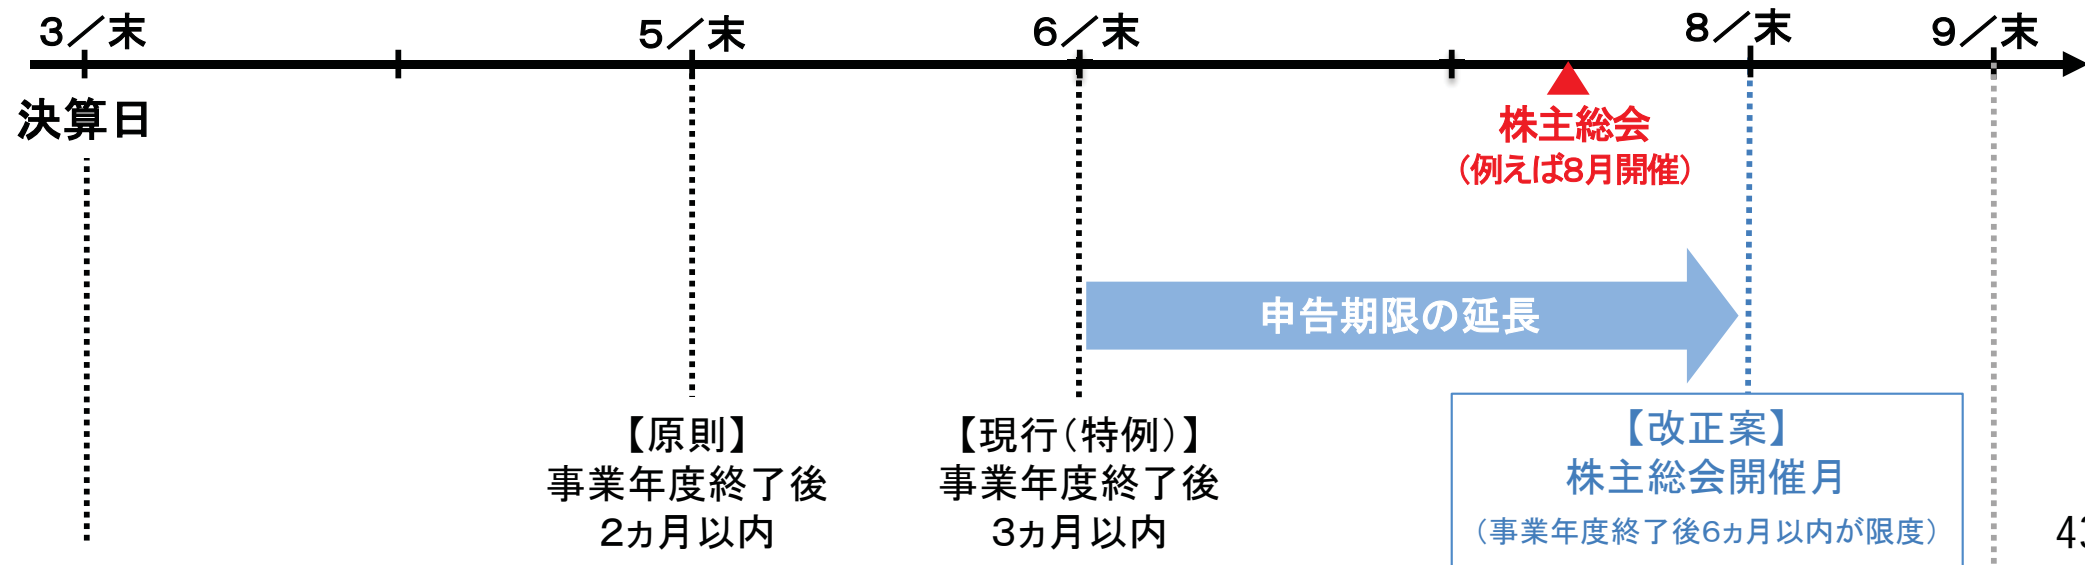 3／末
5／末
6／末
8／末
9／末
決算日
株主総会
（例えば8月開催）
申告期限の延長
【原則】
事業年度終了後
2ヵ月以内
【現行（特例）】
事業年度終了後
3ヵ月以内
【改正案】
株主総会開催月
（事業年度終了後6ヵ月以内が限度）
43